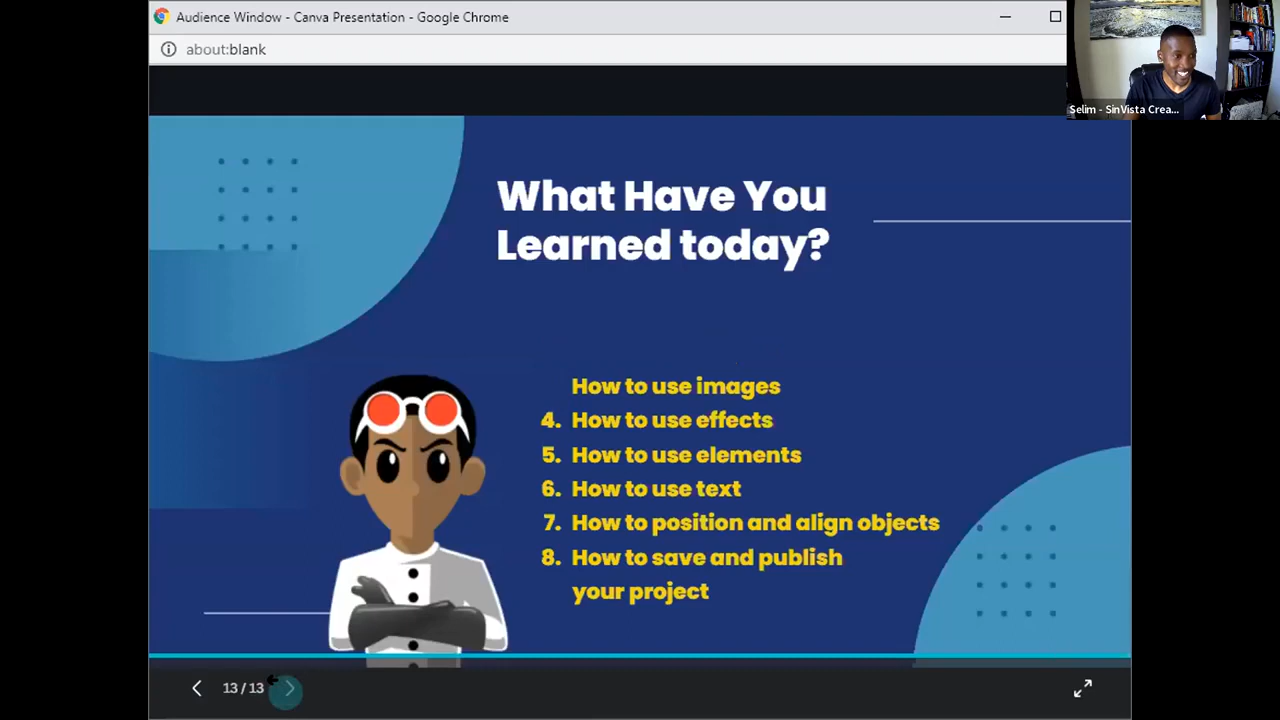 Audience Window - Canva Presentation - Google Chrome
about:blank
Selim - SinVista Crea...
What Have You
Learned today?
How to use images
4. How to use effects
5. How to use elements
6. How to use text
7. How to position and align objects
8. How to save and publish
your project
13 / 13